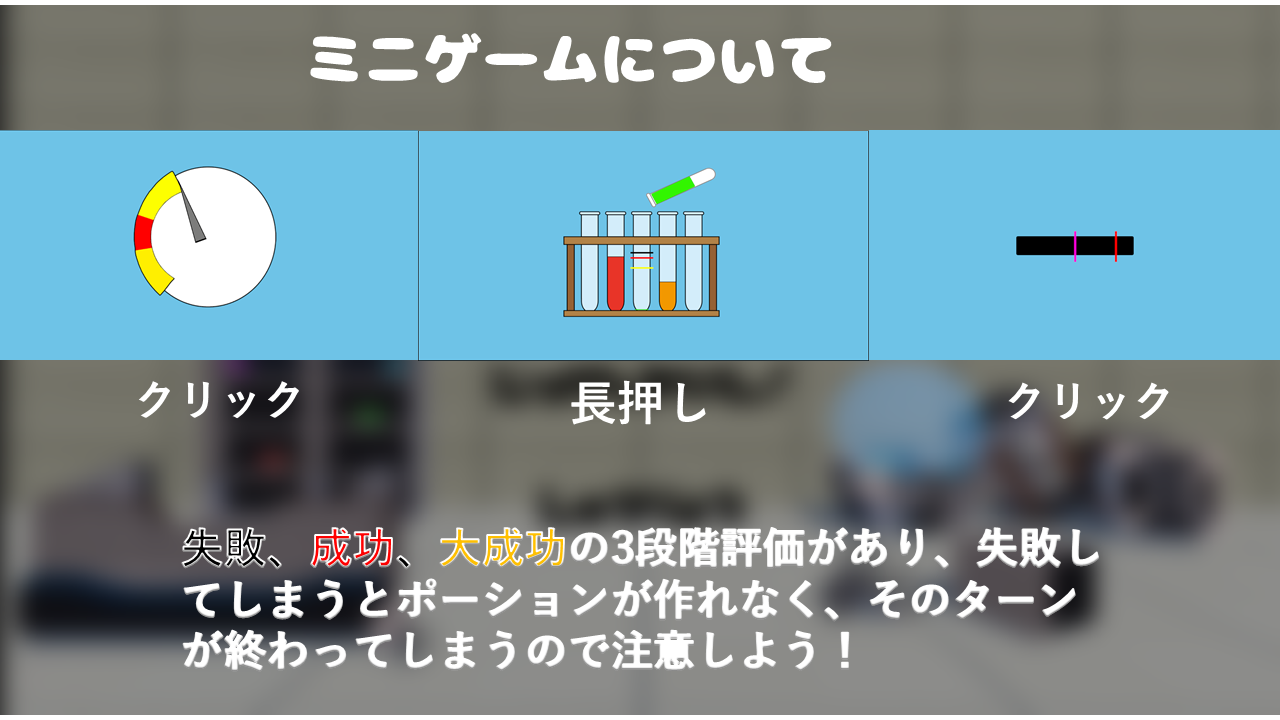 ミニゲームについて
クリック
長押し
クリック
失敗、成功、大成功の3段階評価があり、失敗し
てしまうとポーションが作れなく、そのターン
が終わってしまうので注意しよう！